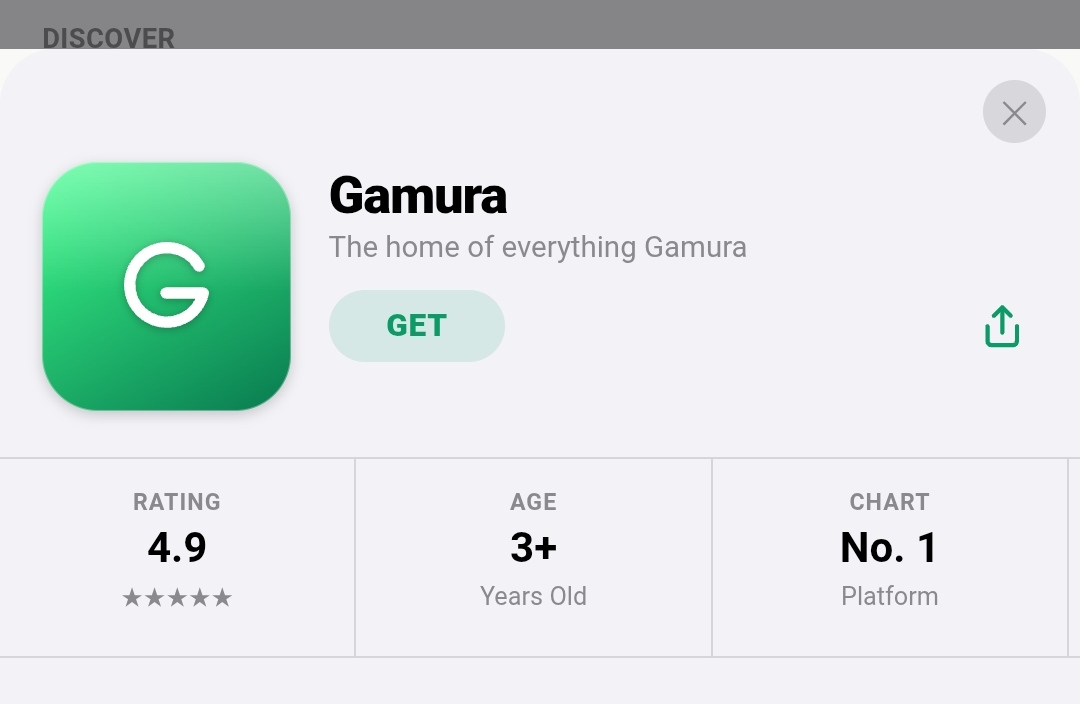 DISCOVER
G
Gamura
The home of everything Gamura
GET
RATING
4.9
★★★★★
AGE
3+
Years Old
CHART
No. 1
Platform